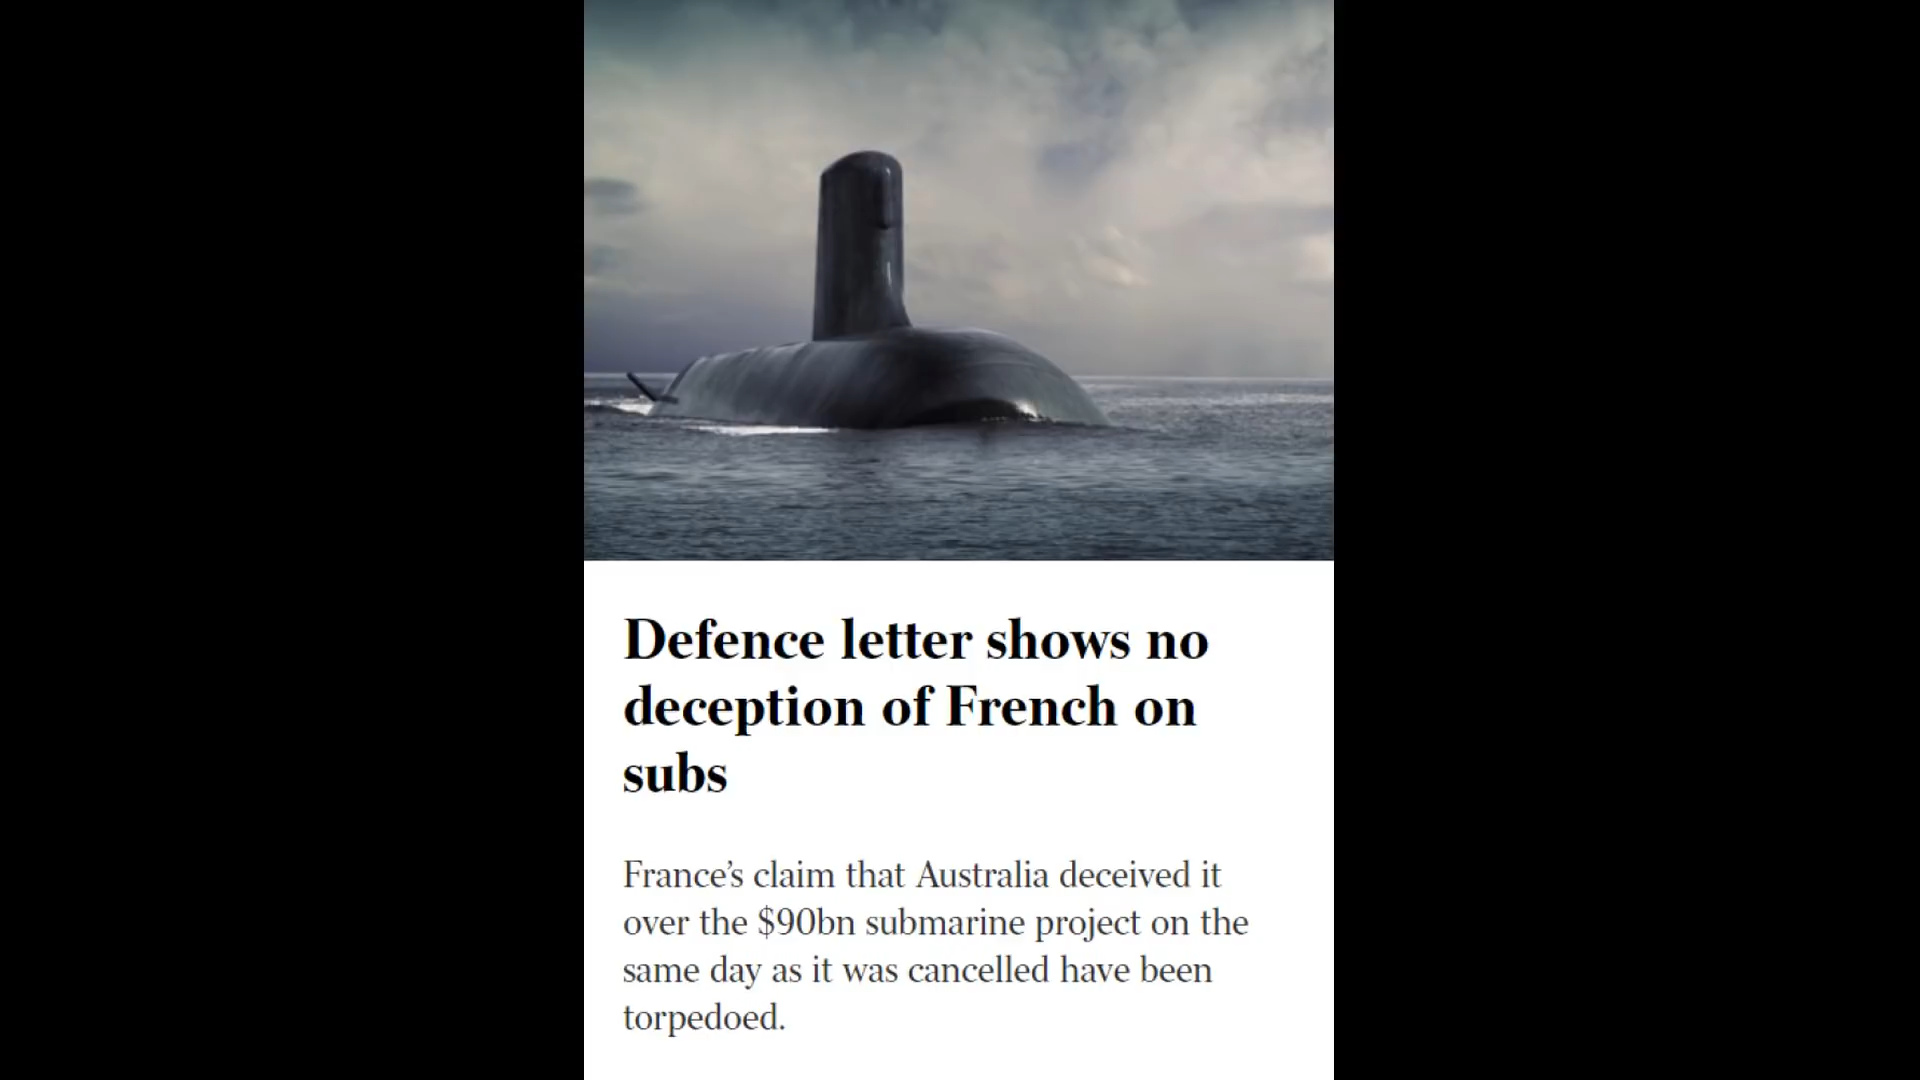 Defence letter shows no
deception of French on
subs
France’s claim that Australia deceived it
over the $90bn submarine project on the
same day as it was cancelled have been
torpedoed.